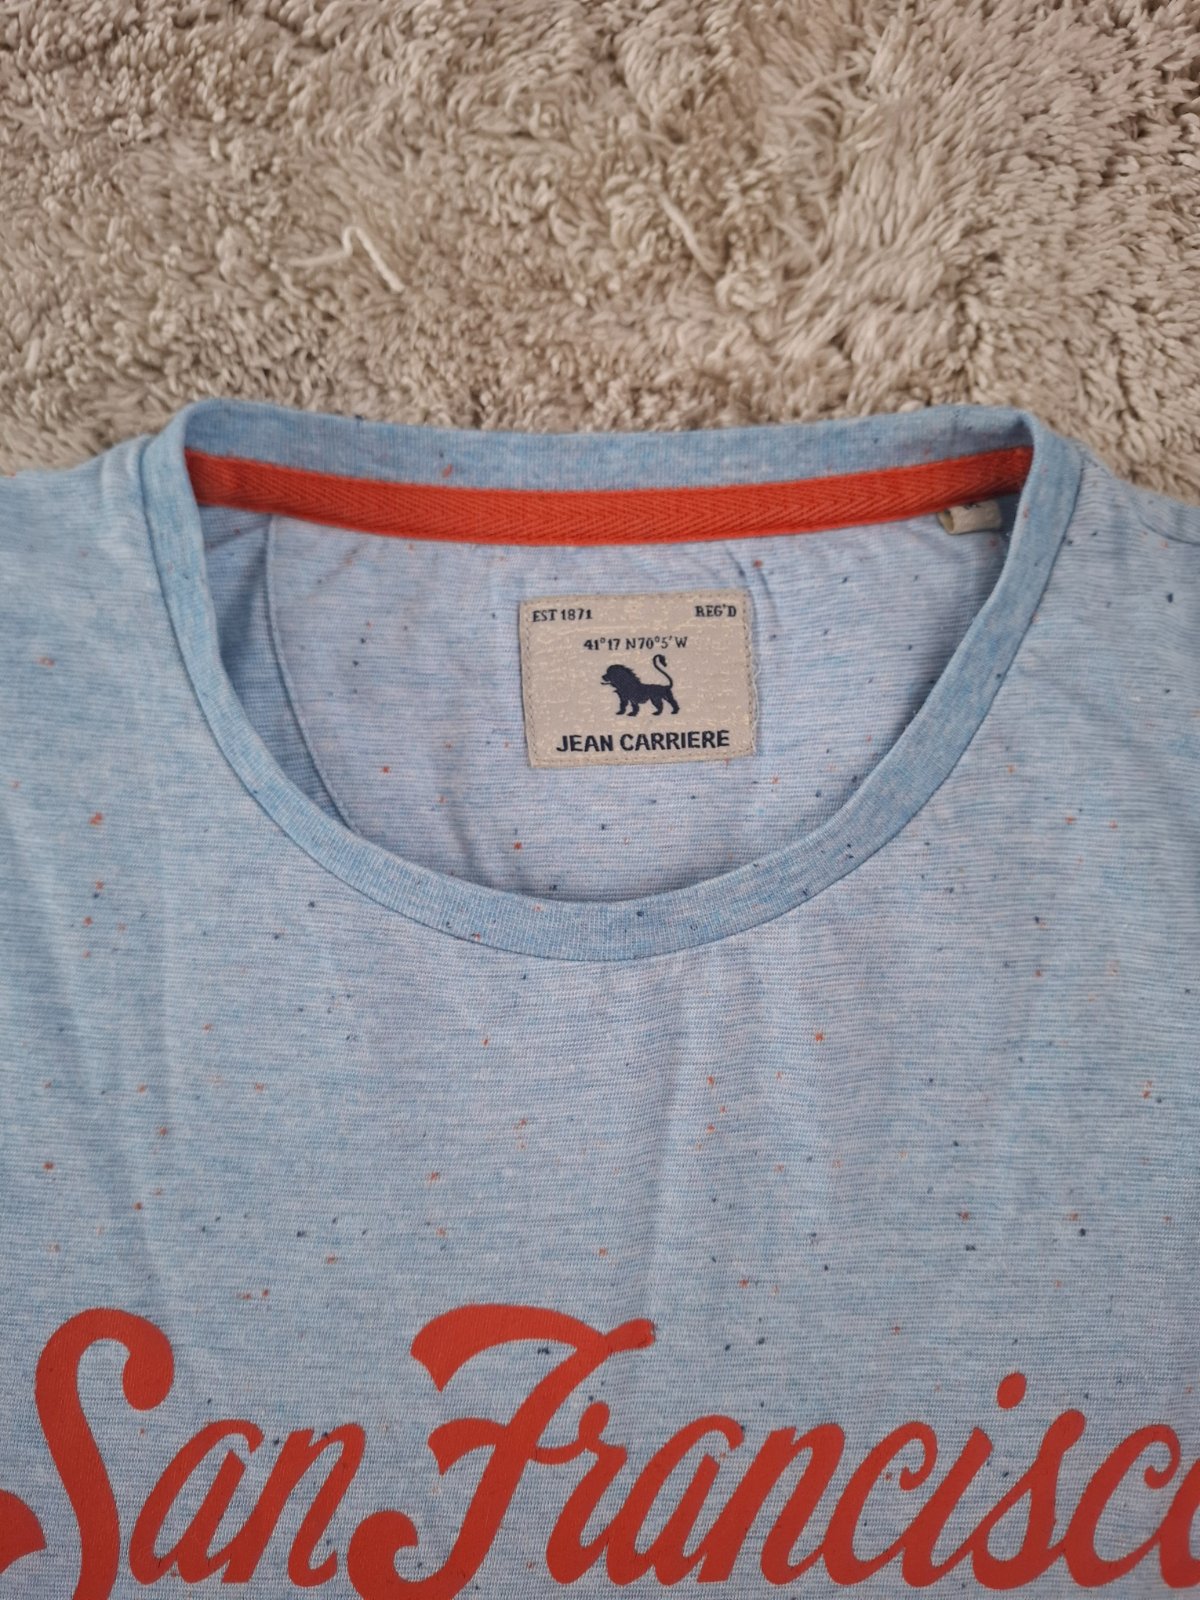 EST 1871 REG'D
41°17 N70°5'W
JEAN CARRIERE
San Francisco